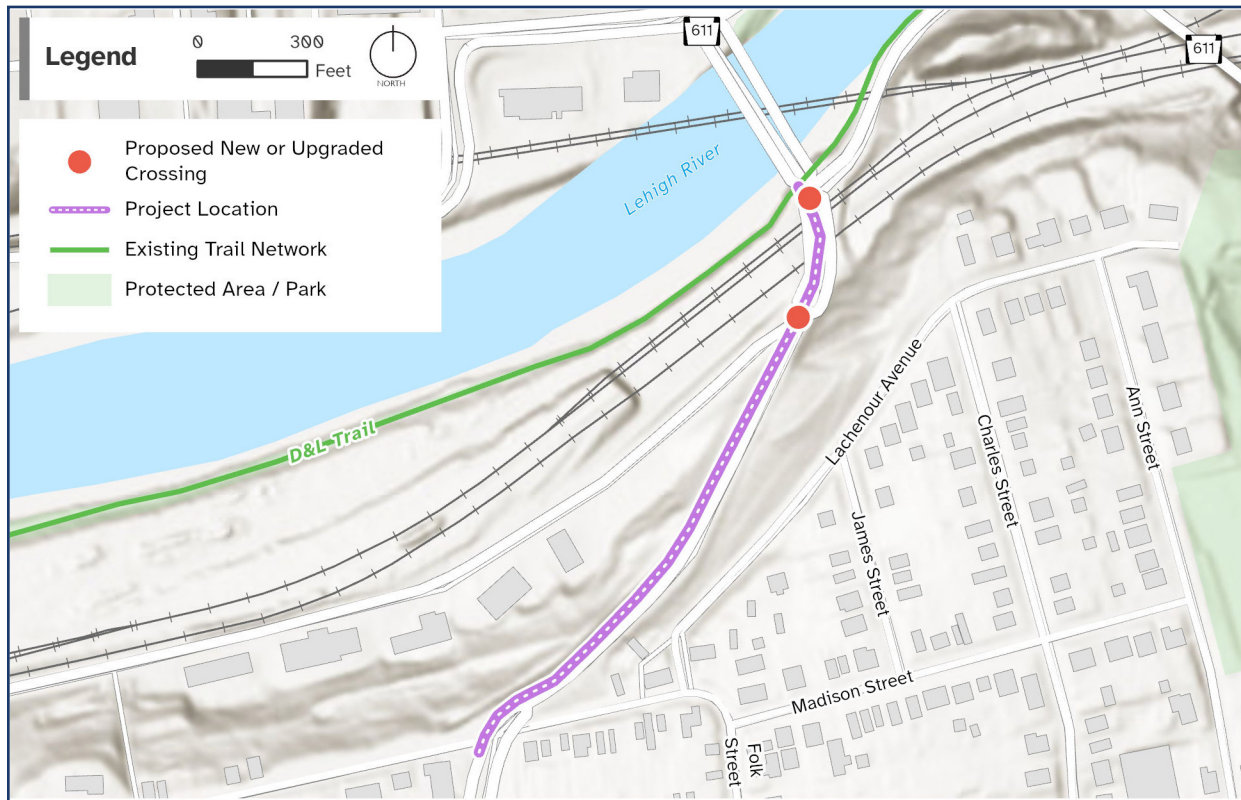 Legend
0 300
Feet
NORTH
Proposed New or Upgraded
Crossing
Project Location
Existing Trail Network
Protected Area / Park
611
611
Lehigh River
D&L Trail
Lachenour Avenue
Charles Street
Ann Street
James Street
Madison Street
Folk
Street